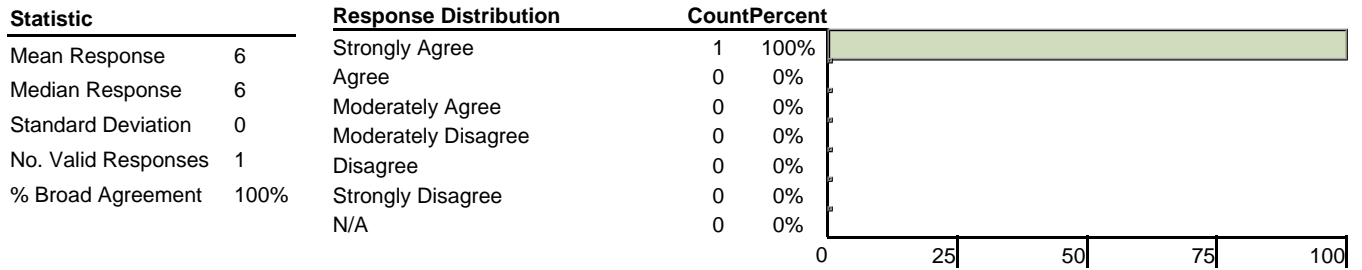 Statistic
Mean Response 6
Median Response 6
Standard Deviation 0
No. Valid Responses 1
% Broad Agreement 100%
Response Distribution CountPercent
Strongly Agree 1 100%
Agree 0 0%
Moderately Agree 0 0%
Moderately Disagree 0 0%
Disagree 0 0%
Strongly Disagree 0 0%
N/A 0 0%
0 25 50 75 100